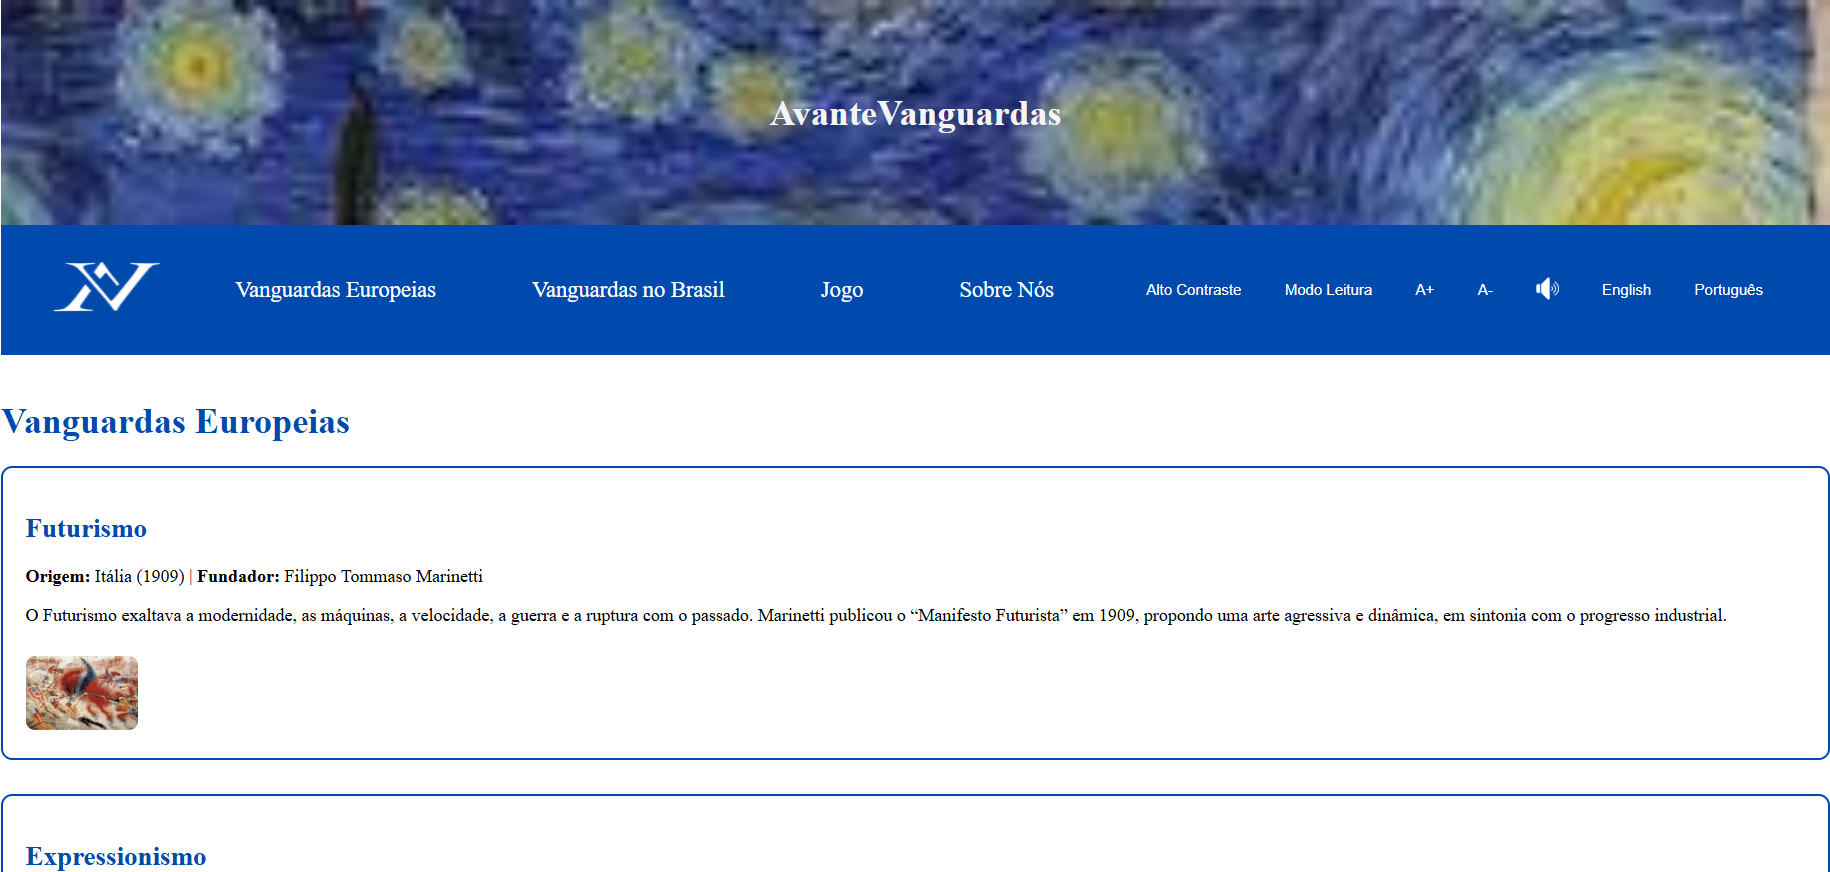 AvanteVanguardas
Vanguardas Europeias Vanguardas no Brasil Jogo Sobre Nós Alto Contraste Modo Leitura A+ A- English Português
Vanguardas Europeias
Futurismo
Origem: Itália (1909) | Fundador: Filippo Tommaso Marinetti
O Futurismo exaltava a modernidade, as máquinas, a velocidade, a guerra e a ruptura com o passado. Marinetti publicou o “Manifesto Futurista” em 1909, propondo uma arte agressiva e dinâmica, em sintonia com o progresso industrial.
Expressionismo